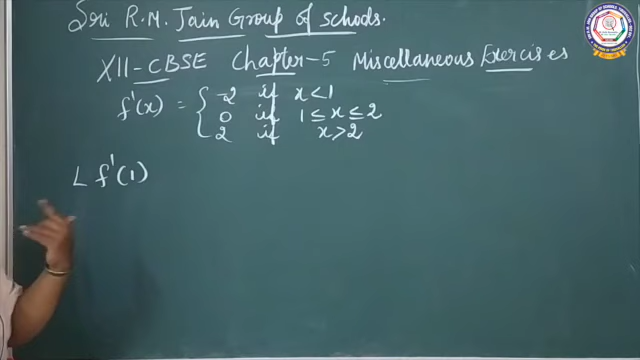 Sri R.M. Jain Group of schools.
XII-CBSE Chapter-5 Miscellaneous Exercises
f'(x) = { -2 if x < 1
0 if 1 ≤ x ≤ 2
2 if x > 2
L f'(1)